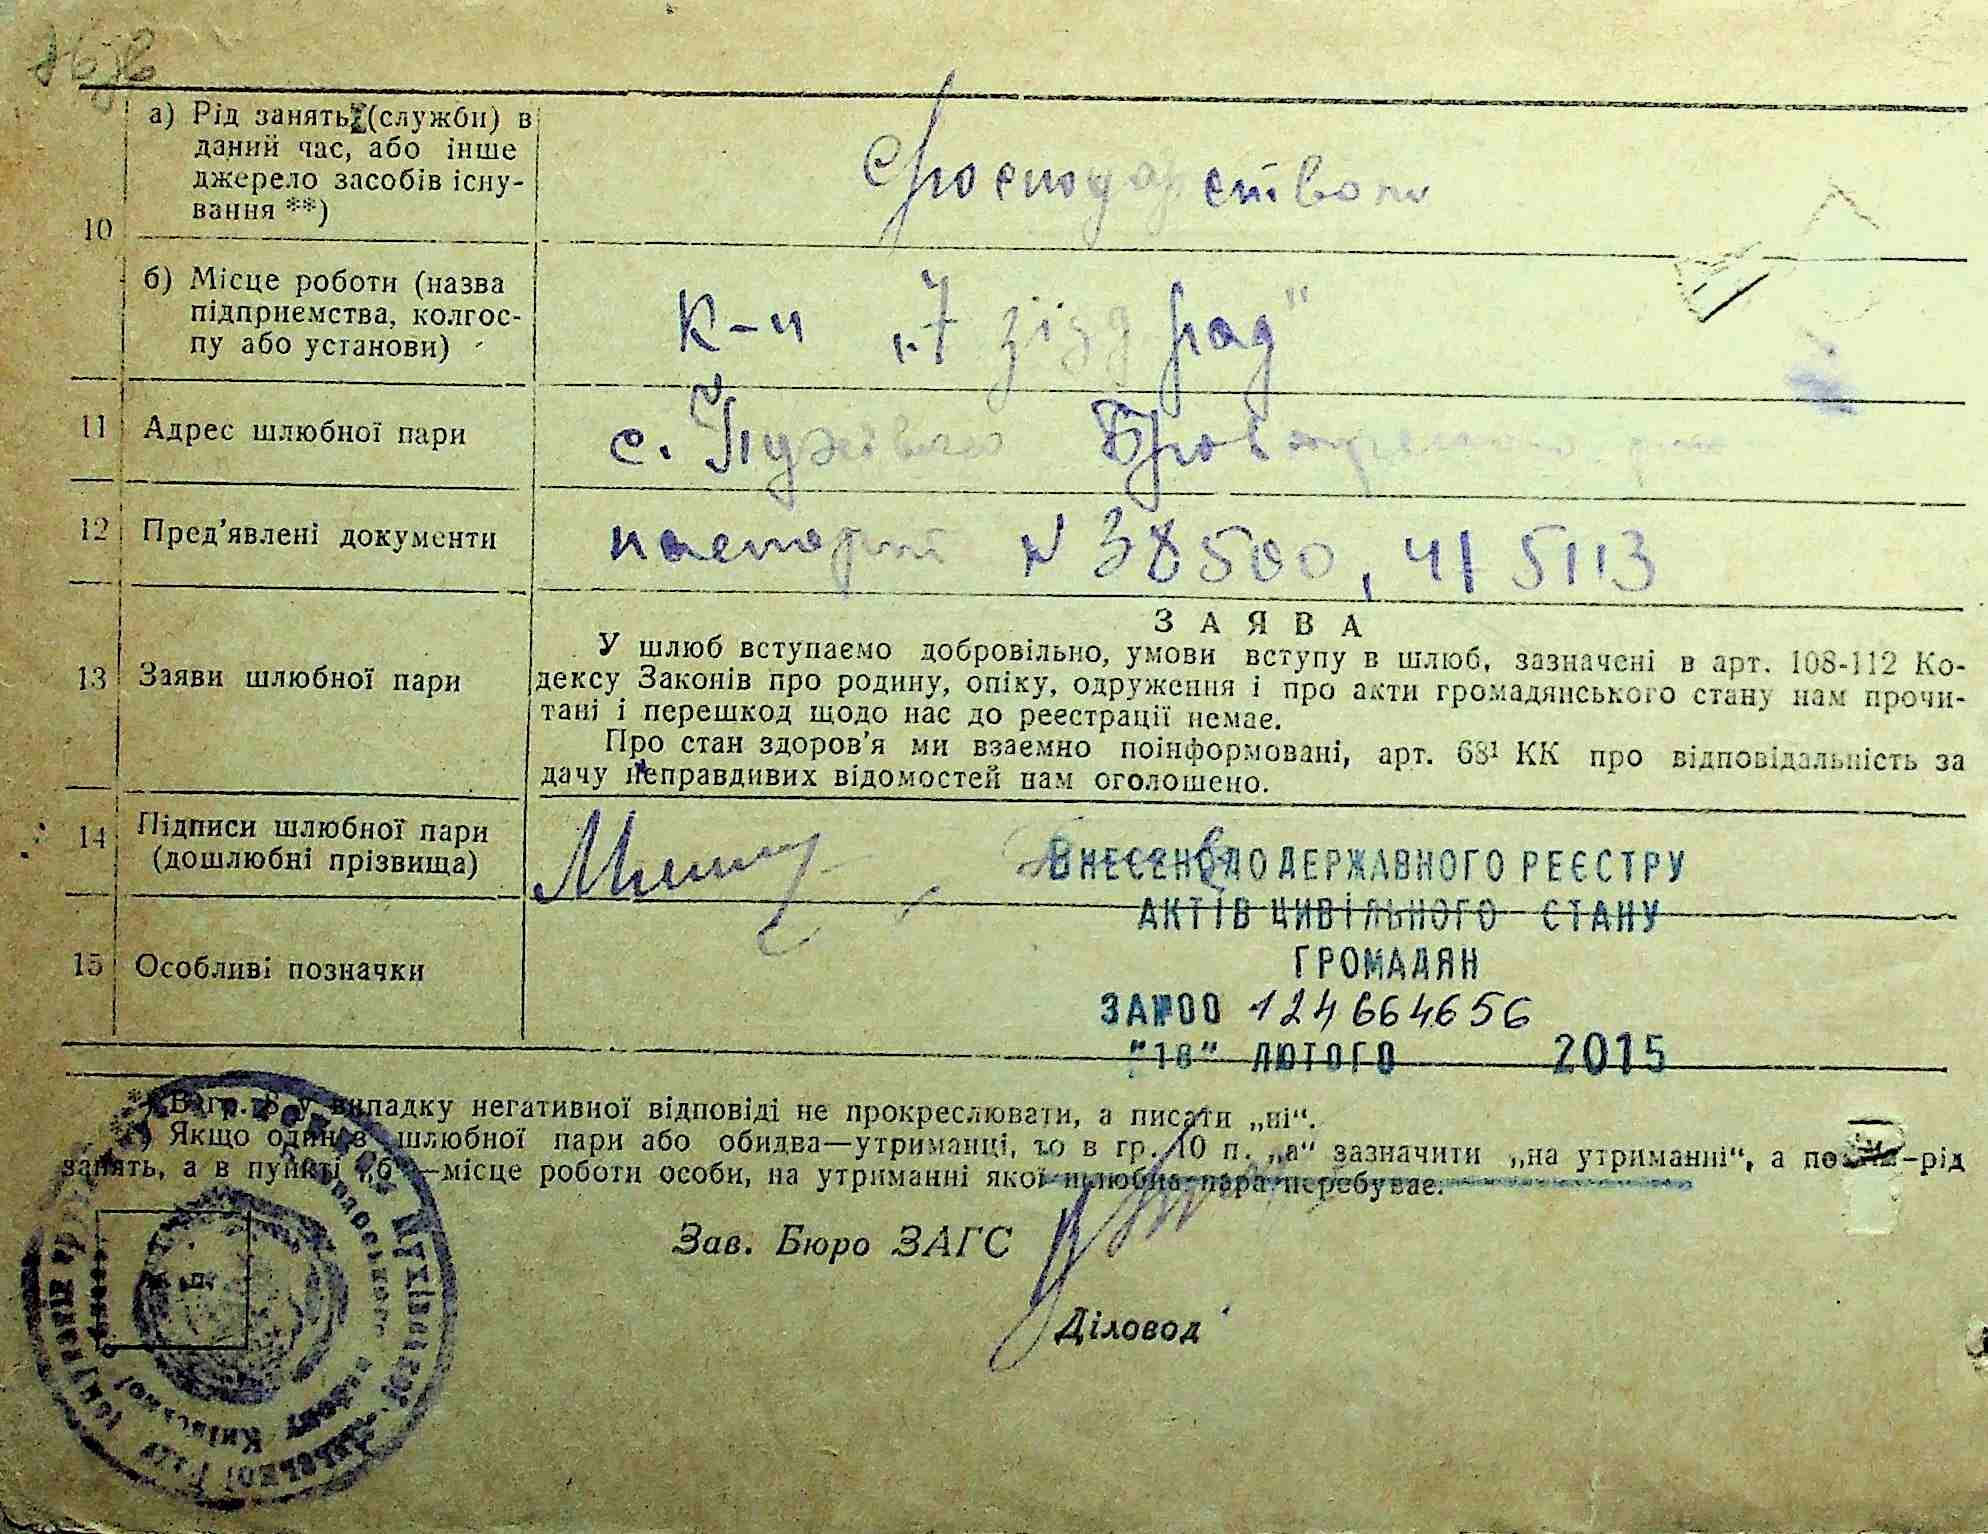 10
а) Рід занять (служби) в
даний час, або інше
джерело засобів існу-
вання **)
б) Місце роботи (назва
підприємства, колгос-
пу або установи)
к-п „7 зізд рад"
11 Адрес шлюбної пари
с.
12 Пред'явлені документи
паспорт № 38500, 415113
13 Заяви шлюбної пари
ЗАЯВА
У шлюб вступаємо добровільно, умови вступу в шлюб, зазначені в арт. 108-112 Ко-
дексу Законів про родину, опіку, одруження і про акти громадянського стану нам прочи-
тані і перешкод щодо нас до реєстрації немає.
Про стан здоров'я ми взаємно поінформовані, арт. 68¹ КК про відповідальність за
дачу неправдивих відомостей нам оголошено.
14 Підписи шлюбної пари
(дошлюбні прізвища)
ВНЕСЕНО ДО ДЕРЖАВНОГО РЕЄСТРУ
АКТІВ ЦИВІЛЬНОГО СТАНУ
ГРОМАДЯН
ЗА№00 124664656
"18" ЛЮТОГО 2015
15 Особливі позначки
*) В гр. 8 у випадку негативної відповіді не прокреслювати, а писати „ні“.
**) Якщо один з шлюбної пари або обидва—утриманці, то в гр. 10 п. „а“ зазначити „на утриманні“, а —рід
занять, а в пункті „б“—місце роботи особи, на утриманні якої шлюбна пара перебуває.
Зав. Бюро ЗАГС
Діловод